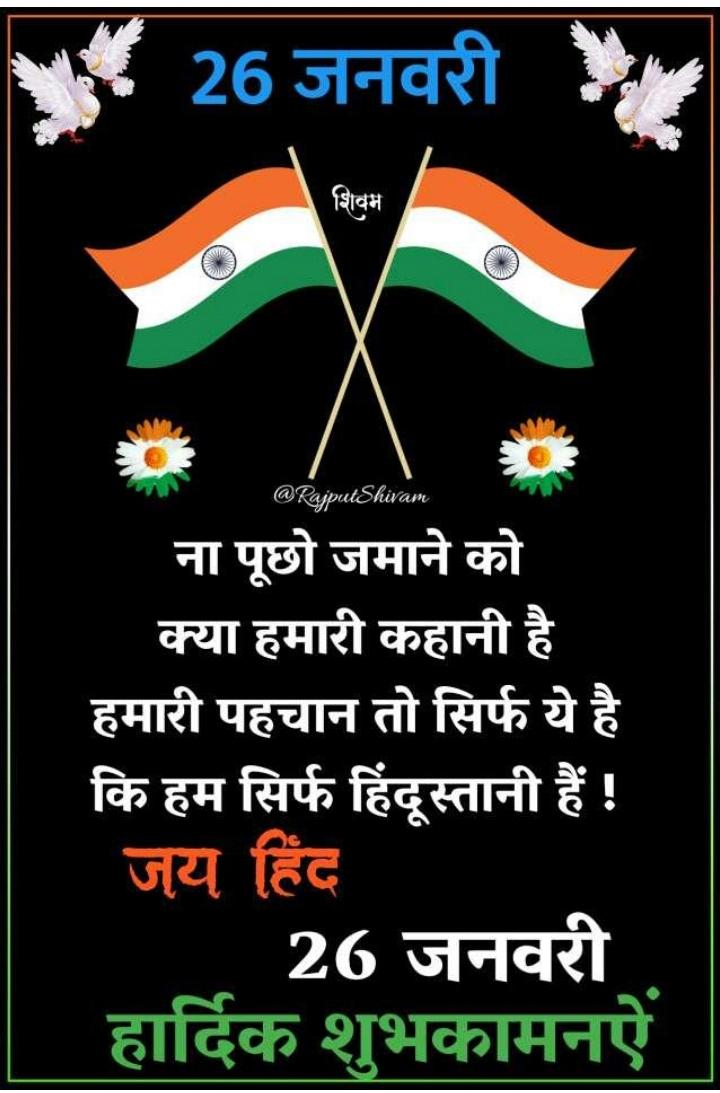 26 जनवरी
शिवम
@RajputShivam
ना पूछो जमाने को
क्या हमारी कहानी है
हमारी पहचान तो सिर्फ ये है
कि हम सिर्फ हिंदूस्तानी हैं !
जय हिंद
26 जनवरी
हार्दिक शुभकामनऐं